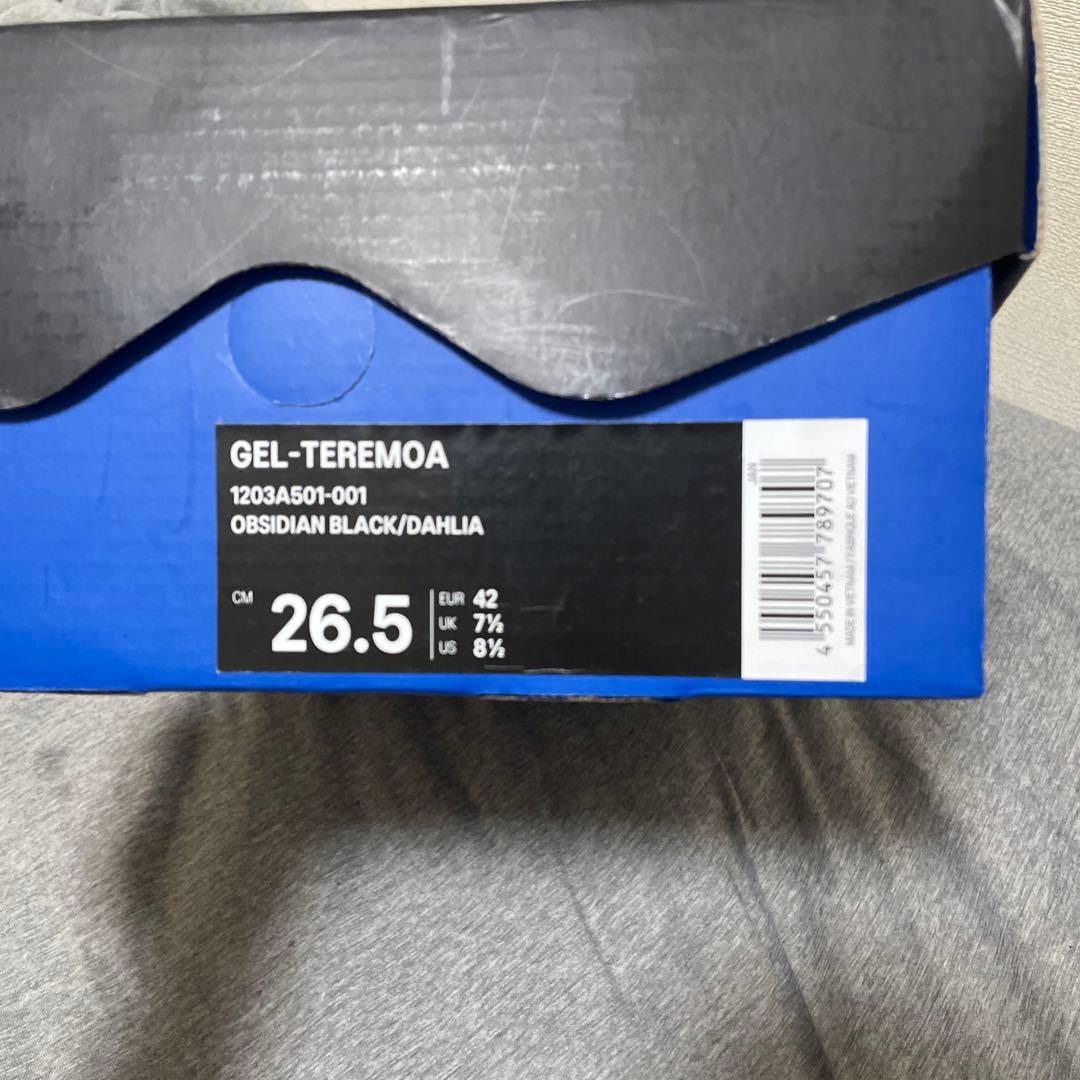 GEL-TEREMOA
1203A501-001
OBSIDIAN BLACK/DAHLIA
CM 26.5
EUR 42
UK 7½
US 8½
JAN
4 550457 789707
MADE IN VIETNAM / FABRIQUÉ AU VIETNAM